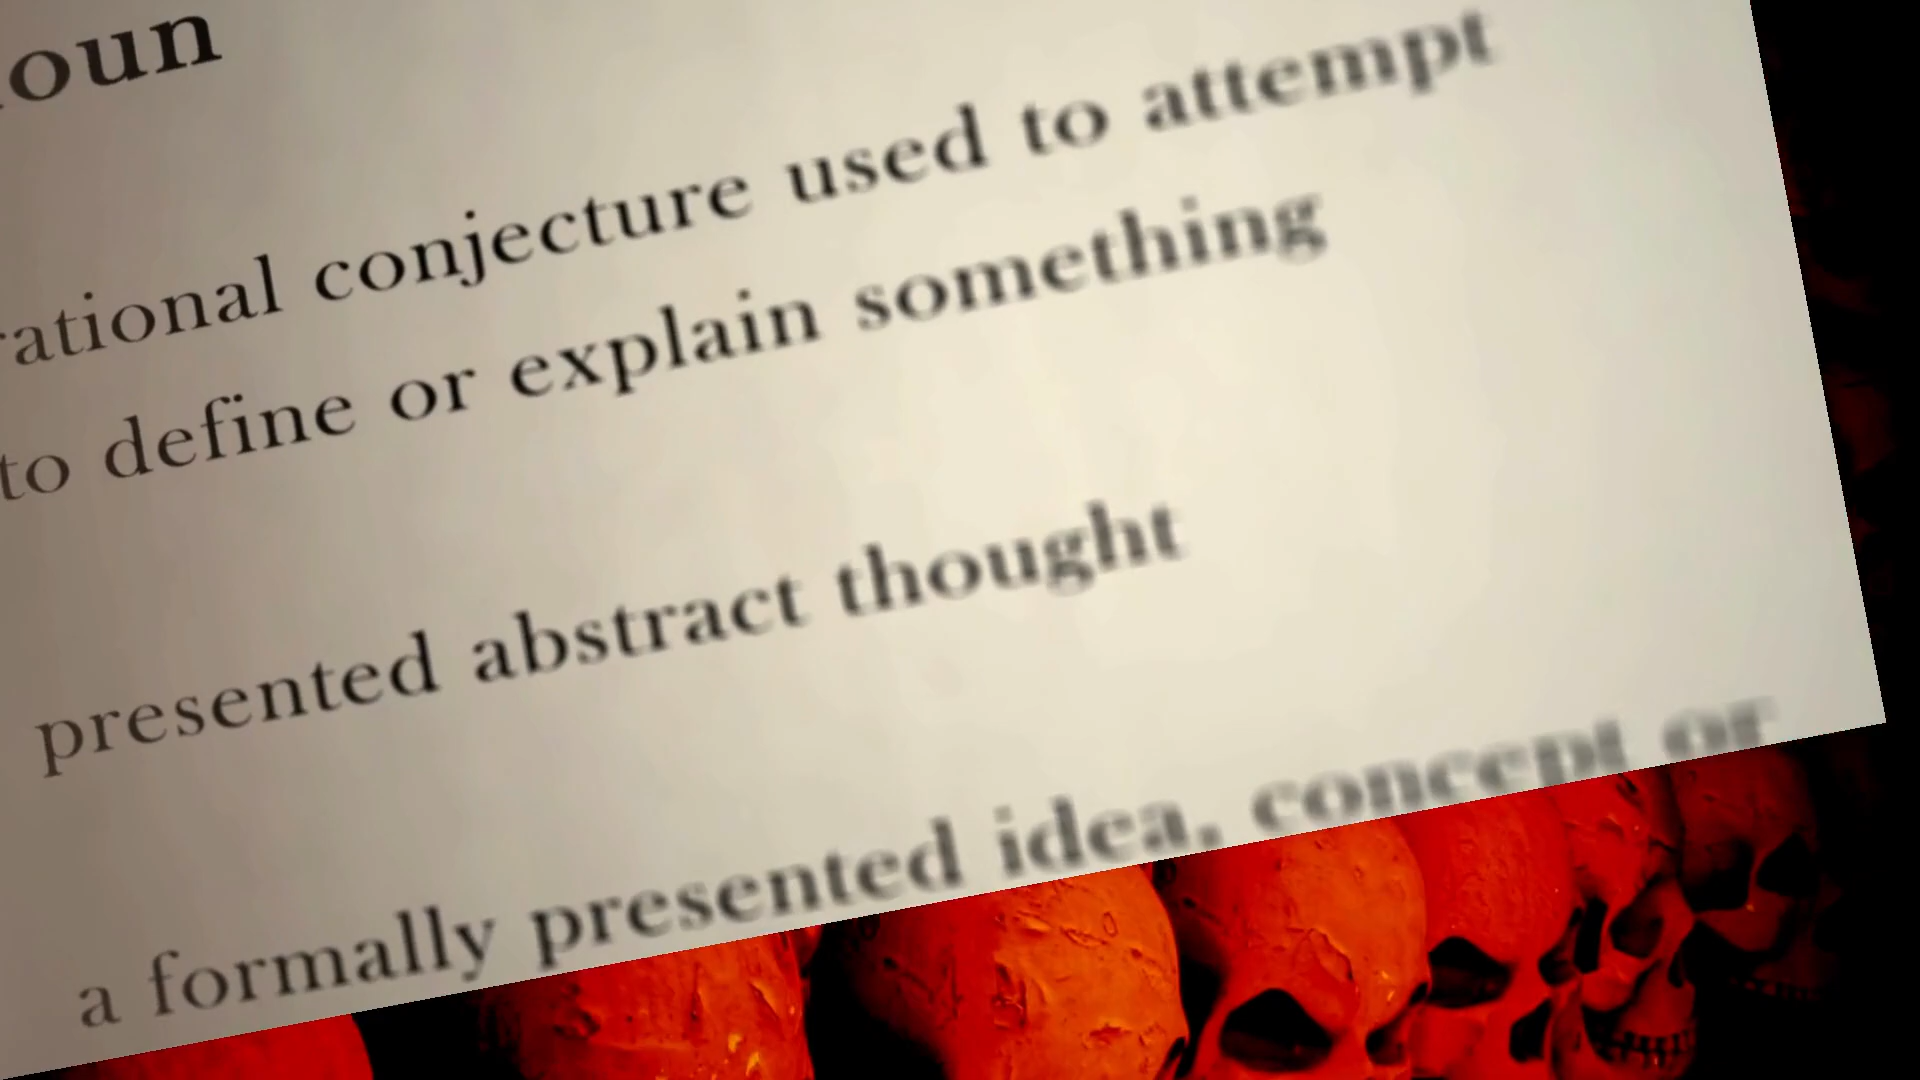 oun
rational conjecture used to attempt
to define or explain something
presented abstract thought
a formally presented idea, concept or